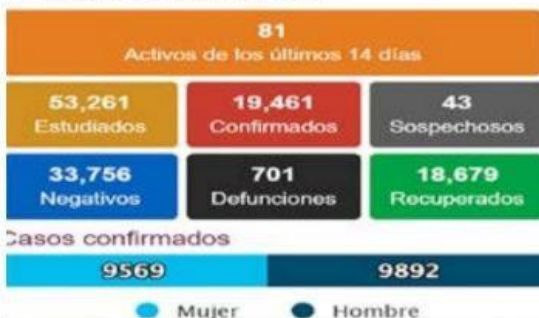 81
Activos de los últimos 14 días
53,261
Estudiados
19,461
Confirmados
43
Sospechosos
33,756
Negativos
701
Defunciones
18,679
Recuperados
Casos confirmados
9569 9892
Mujer Hombre